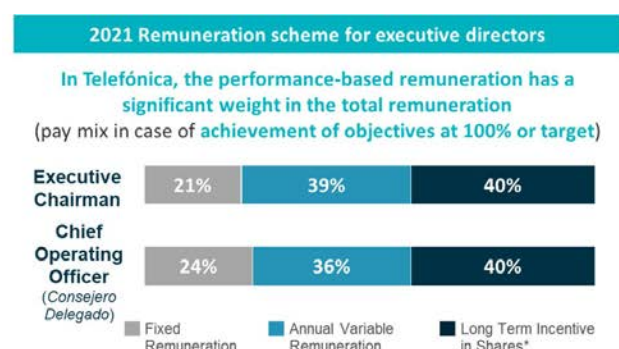 2021 Remuneration scheme for executive directors
In Telefónica, the performance-based remuneration has a
significant weight in the total remuneration
(pay mix in case of achievement of objectives at 100% or target)
Executive
Chairman
21% 39% 40%
Chief
Operating
Officer
(Consejero
Delegado)
24% 36% 40%
Fixed
Remuneration
Annual Variable
Remuneration
Long Term Incentive
in Shares*